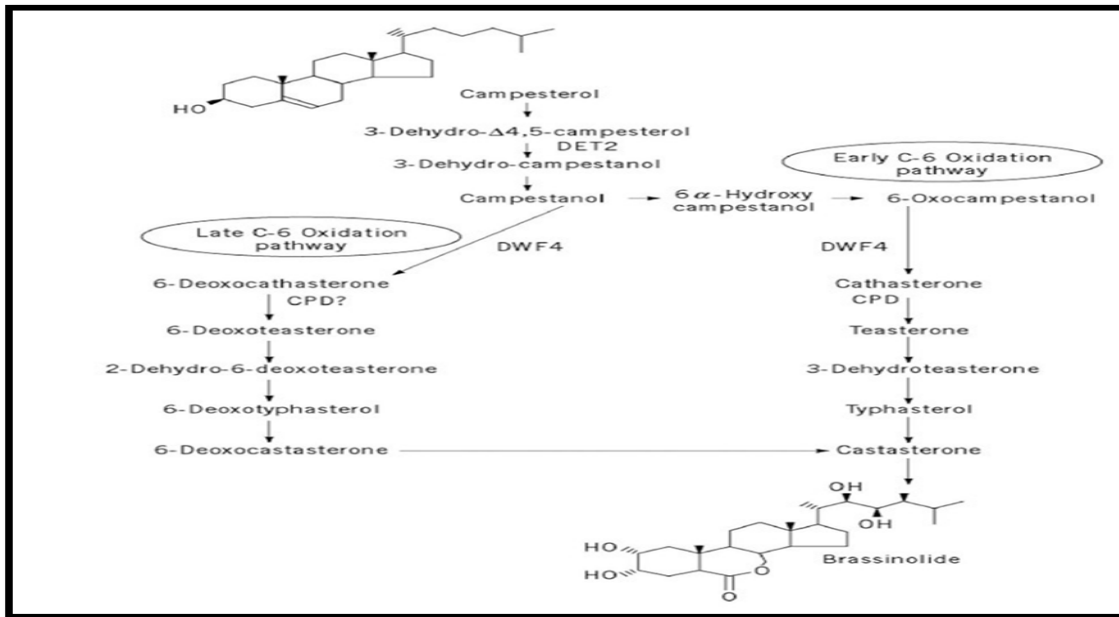 HO
Campesterol
3-Dehydro-Δ4,5-campesterol
DET2
3-Dehydro-campestanol
Early C-6 Oxidation
pathway
Campestanol
6α-Hydroxy
campestanol
6-Oxocampestanol
Late C-6 Oxidation
pathway
DWF4
DWF4
6-Deoxocathasterone
CPD?
Cathasterone
CPD
6-Deoxoteasterone
Teasterone
2-Dehydro-6-deoxoteasterone
3-Dehydroteasterone
6-Deoxotyphasterol
Typhasterol
6-Deoxocastasterone
Castasterone
OH
OH
HO
HO
O
O
Brassinolide